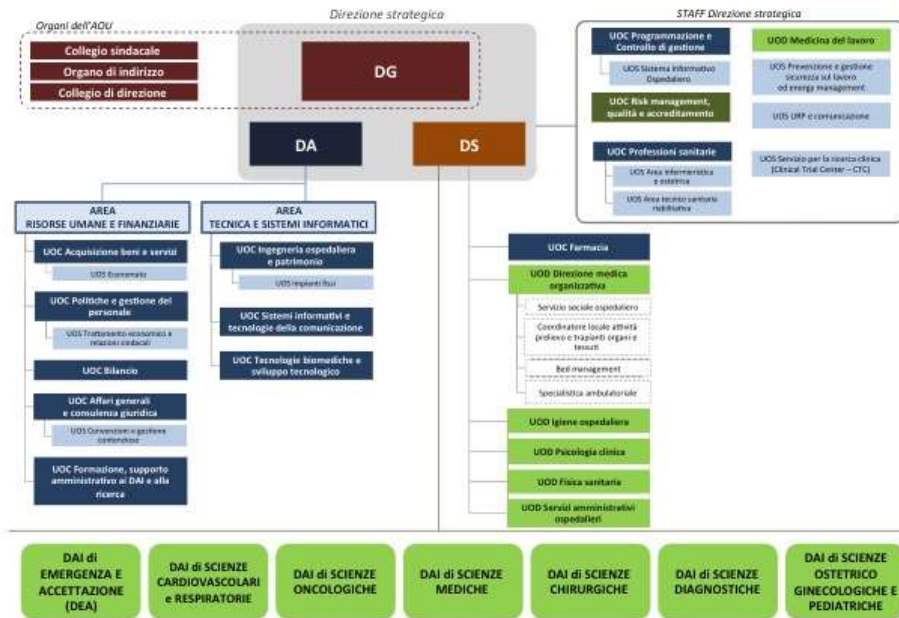 Organi dell'AOU
Direzione strategica
STAFF Direzione strategica
Collegio sindacale
Organo di indirizzo
Collegio di direzione
DG
DA
DS
UOC Programmazione e
Controllo di gestione
UOS Sistema Informativo
Ospedaliero
UOC Risk management,
qualità e accreditamento
UOC Professioni sanitarie
UOS Area infermieristica
e ostetrica
UOS Area tecnico sanitaria
riabilitativa
UOD Medicina del lavoro
UOS Prevenzione e gestione
sicurezza sul lavoro
ed energy management
UOS URP e comunicazione
UOS Servizio per la ricerca clinica
(Clinical Trial Center – CTC)
AREA
RISORSE UMANE E FINANZIARIE
UOC Acquisizione beni e servizi
UOS Economato
UOC Politiche e gestione del
personale
UOS Trattamento economico e
relazioni sindacali
UOC Bilancio
UOC Affari generali
e consulenza giuridica
UOS Convenzioni e gestione
contenzioso
UOC Formazione, supporto
amministrativo ai DAI e alla
ricerca
AREA
TECNICA E SISTEMI INFORMATICI
UOC Ingegneria ospedaliera
e patrimonio
UOS Impianti fluii
UOC Sistemi informativi e
tecnologie della comunicazione
UOC Tecnologie biomediche e
sviluppo tecnologico
UOC Farmacia
UOD Direzione medica
organizzativa
Servizio sociale ospedaliero
Coordinatore locale attività
prelievo e trapianti organi e
tessuti
Bed management
Specialistica ambulatoriale
UOD Igiene ospedaliera
UOD Psicologia clinica
UOD Fisica sanitaria
UOD Servizi amministrativi
ospedalieri
DAI di
EMERGENZA E
ACCETTAZIONE
(DEA)
DAI di SCIENZE
CARDIOVASCOLARI
e RESPIRATORIE
DAI di SCIENZE
ONCOLOGICHE
DAI di SCIENZE
MEDICHE
DAI di SCIENZE
CHIRURGICHE
DAI di SCIENZE
DIAGNOSTICHE
DAI di SCIENZE
OSTETRICO
GINECOLOGICHE E
PEDIATRICHE